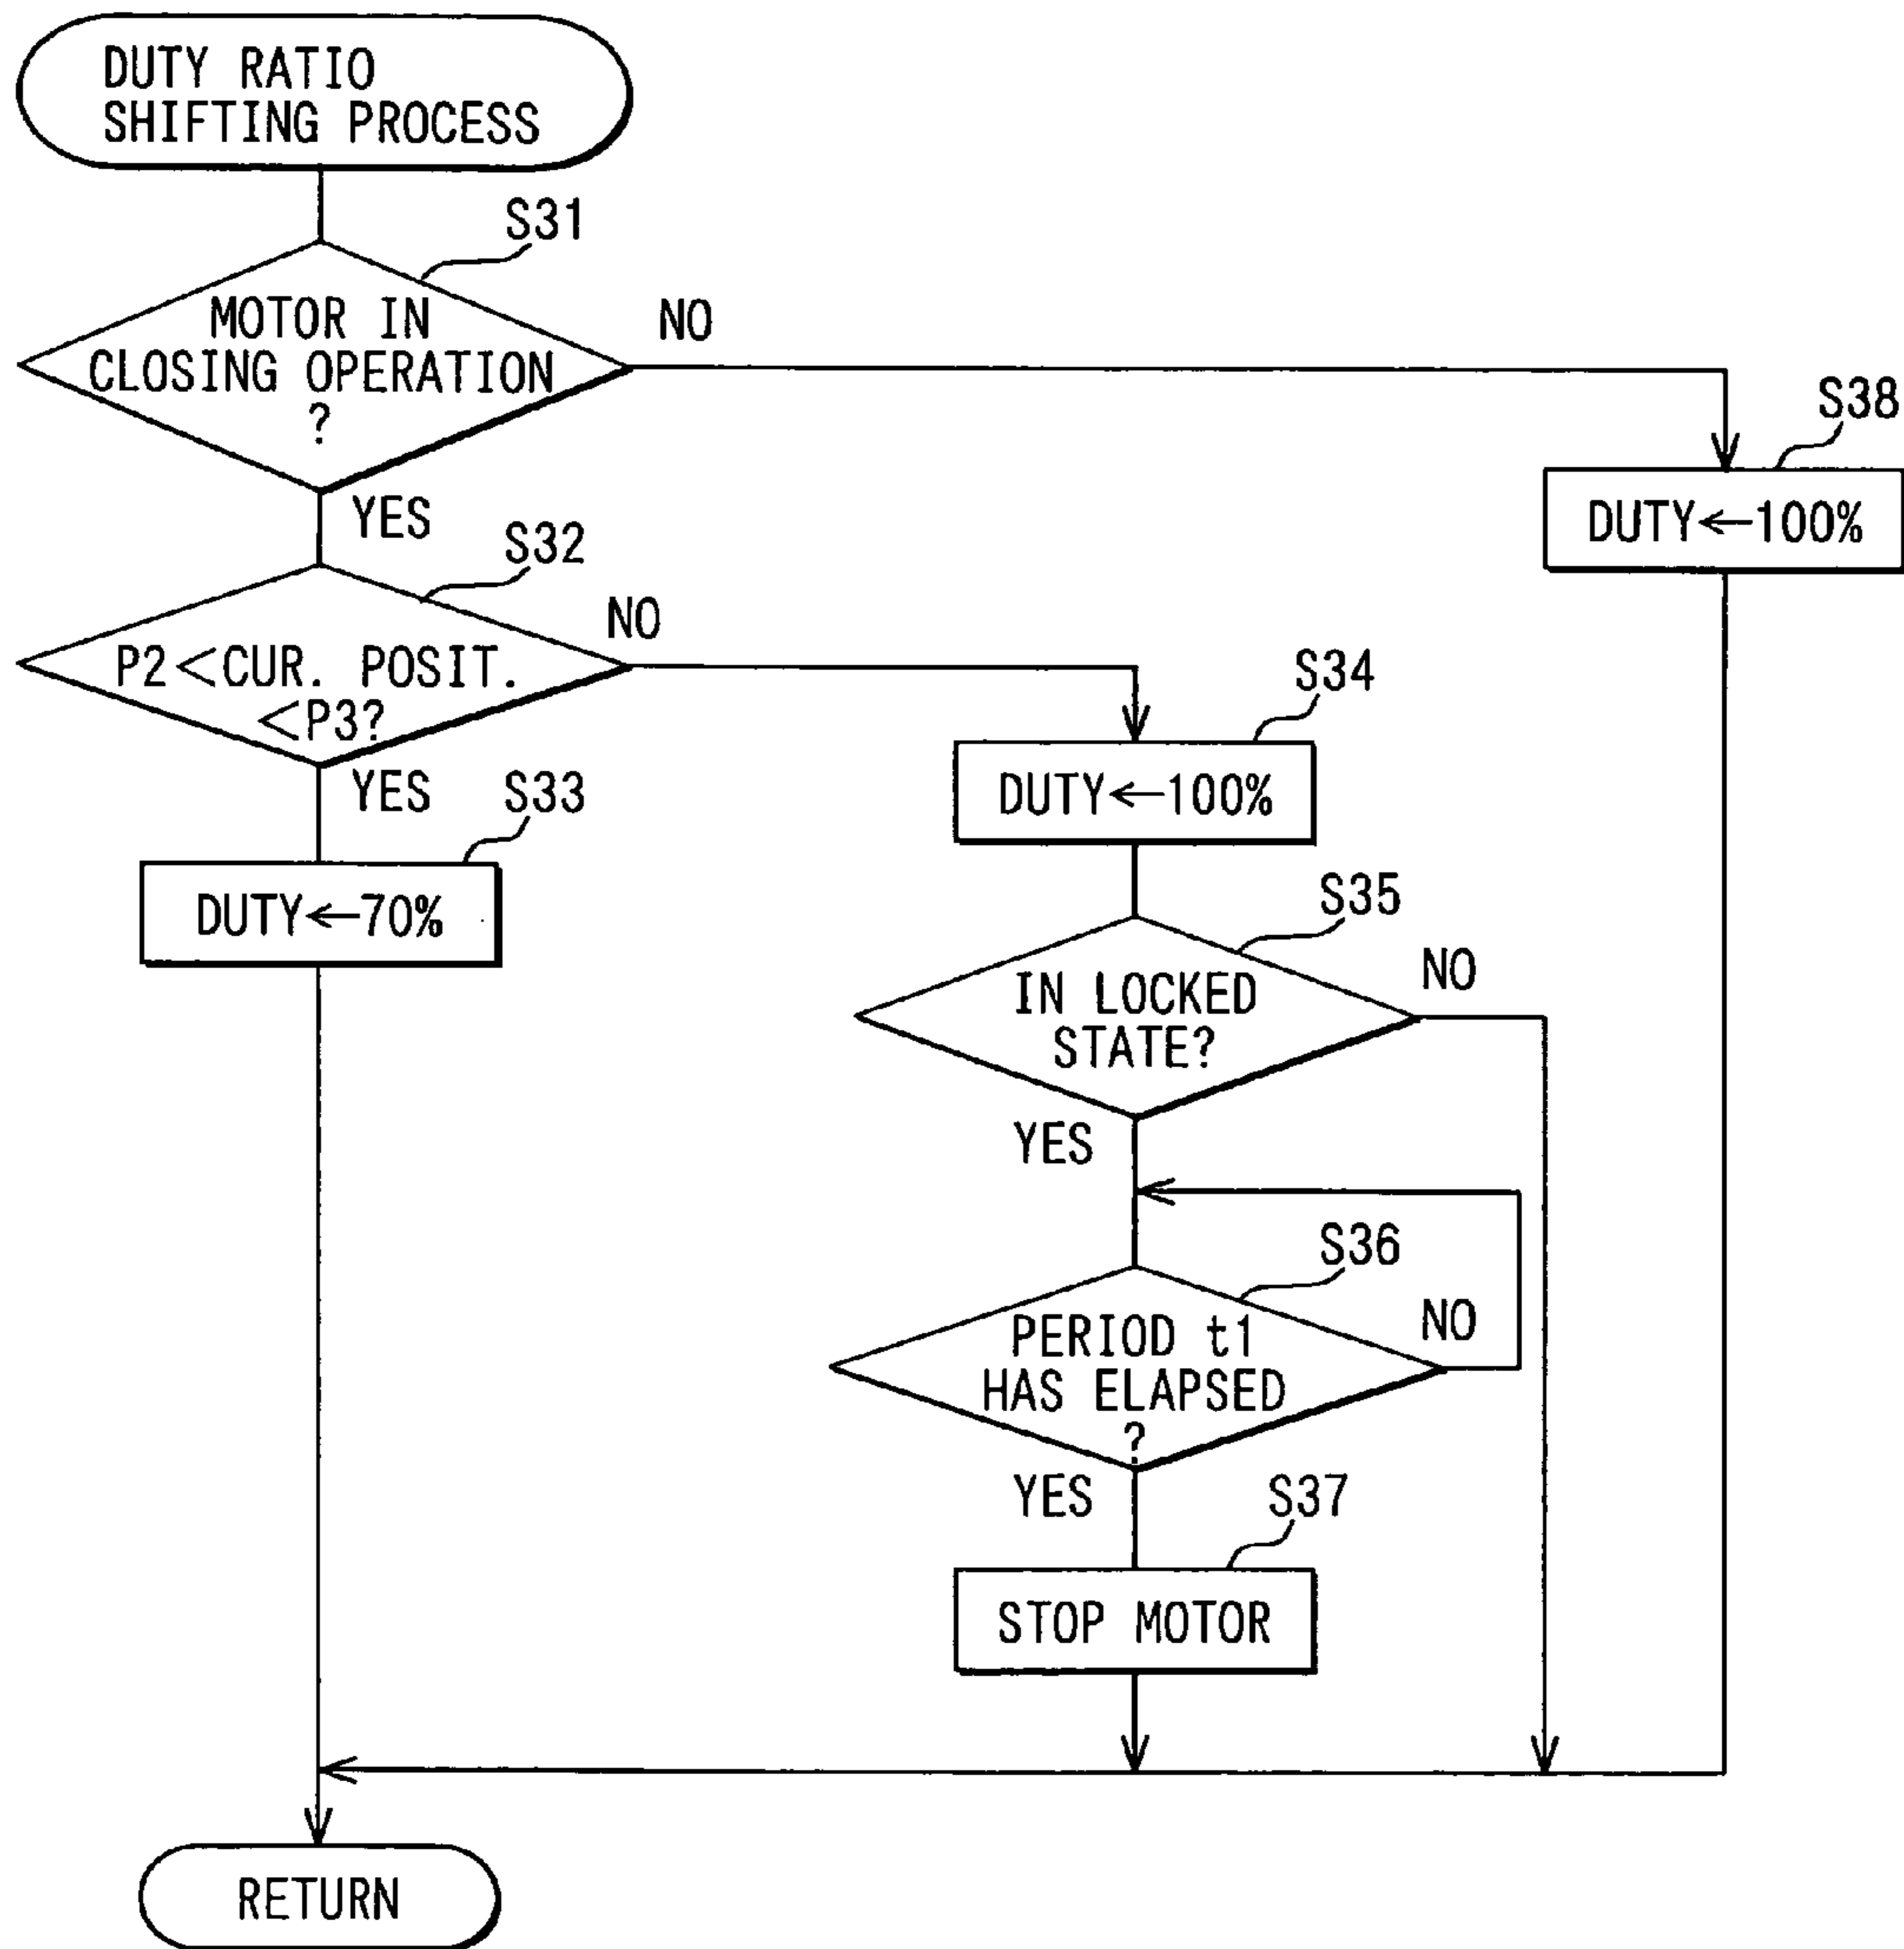 DUTY RATIO
SHIFTING PROCESS
S31
MOTOR IN
CLOSING OPERATION
?
NO
YES
S38
DUTY←100%
S32
P2<CUR. POSIT.
<P3?
NO
YES
S33
DUTY←70%
S34
DUTY←100%
S35
IN LOCKED
STATE?
NO
YES
S36
PERIOD t1
HAS ELAPSED
?
NO
YES
S37
STOP MOTOR
RETURN